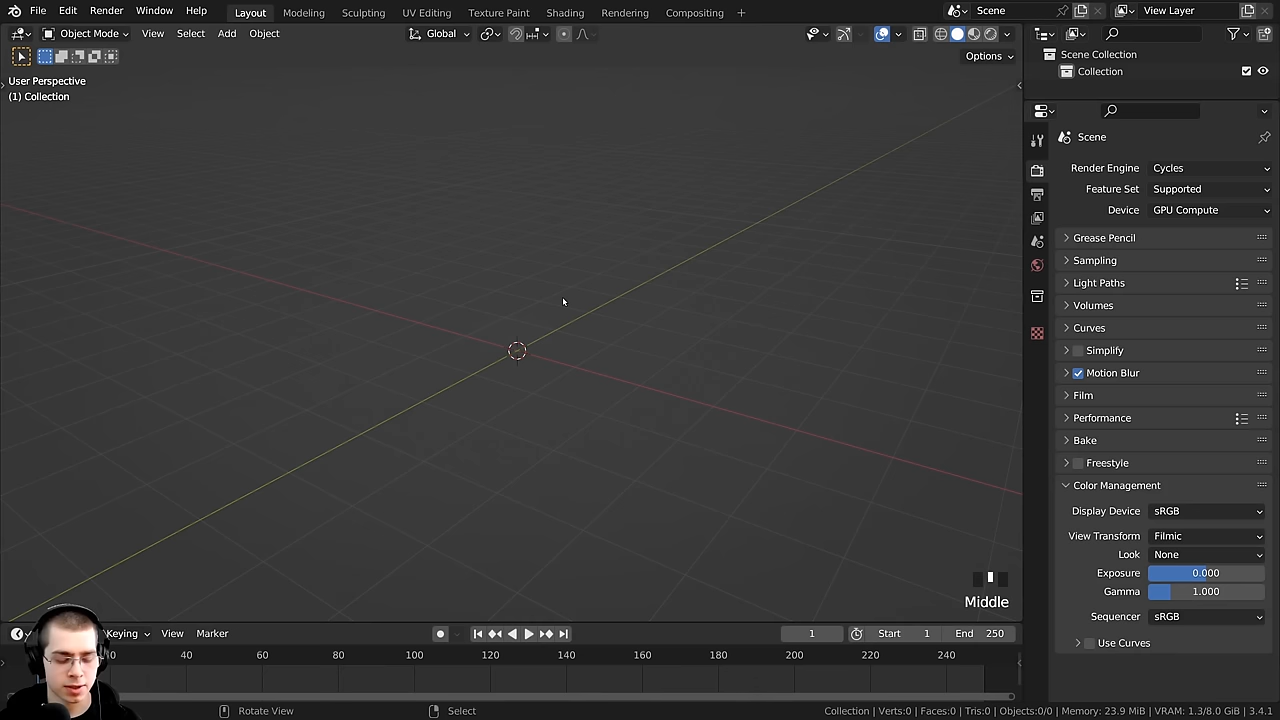 File Edit Render Window Help Layout Modeling Sculpting UV Editing Texture Paint Shading Animation Rendering Compositing + Scene View Layer
Object Mode View Select Add Object Global
Options
User Perspective
(1) Collection
Scene Collection
Collection
Scene
Render Engine Cycles
Feature Set Supported
Device GPU Compute
Grease Pencil
Sampling
Light Paths
Volumes
Curves
Simplify
Motion Blur
Film
Performance
Bake
Freestyle
Color Management
Display Device sRGB
View Transform Filmic
Look None
Exposure 0.000
Gamma 1.000
Sequencer sRGB
Use Curves
Middle
Keying View Marker 1 Start 1 End 250
20 40 60 80 100 120 140 160 180 200 220 240
Rotate View Select Collection | Verts:0 | Faces:0 | Tris:0 | Objects:0/0 | Memory: 23.9 MiB | VRAM: 1.3/8.0 GiB | 3.4.1